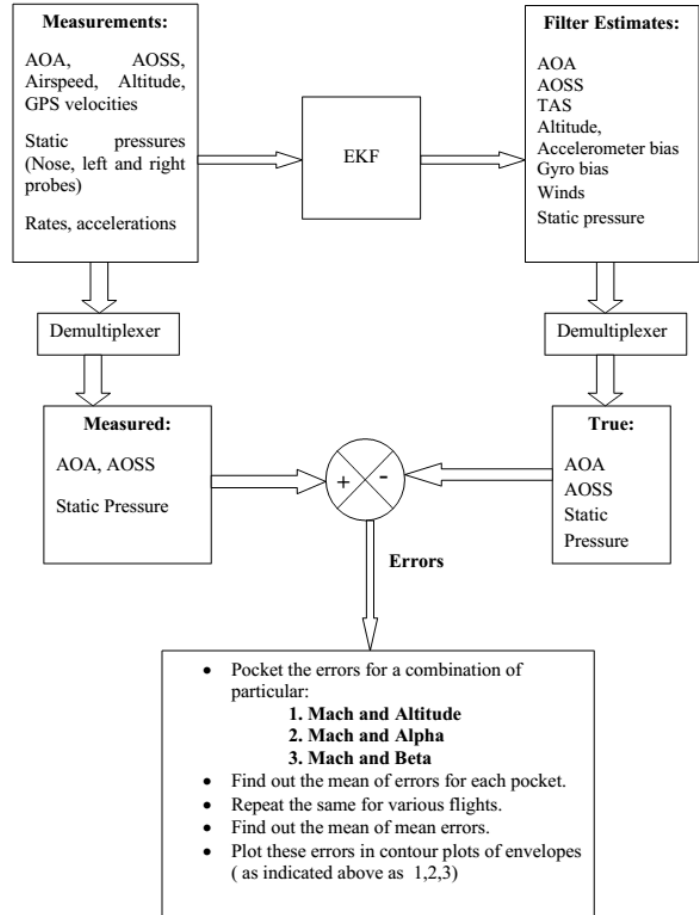 Measurements:
AOA, AOSS,
Airspeed, Altitude,
GPS velocities
Static pressures
(Nose, left and right
probes)
Rates, accelerations
EKF
Filter Estimates:
AOA
AOSS
TAS
Altitude,
Accelerometer bias
Gyro bias
Winds
Static pressure
Demultiplexer
Demultiplexer
Measured:
AOA, AOSS
Static Pressure
+
-
True:
AOA
AOSS
Static
Pressure
Errors
• Pocket the errors for a combination of
particular:
1. Mach and Altitude
2. Mach and Alpha
3. Mach and Beta
• Find out the mean of errors for each pocket.
• Repeat the same for various flights.
• Find out the mean of mean errors.
• Plot these errors in contour plots of envelopes
( as indicated above as 1,2,3)